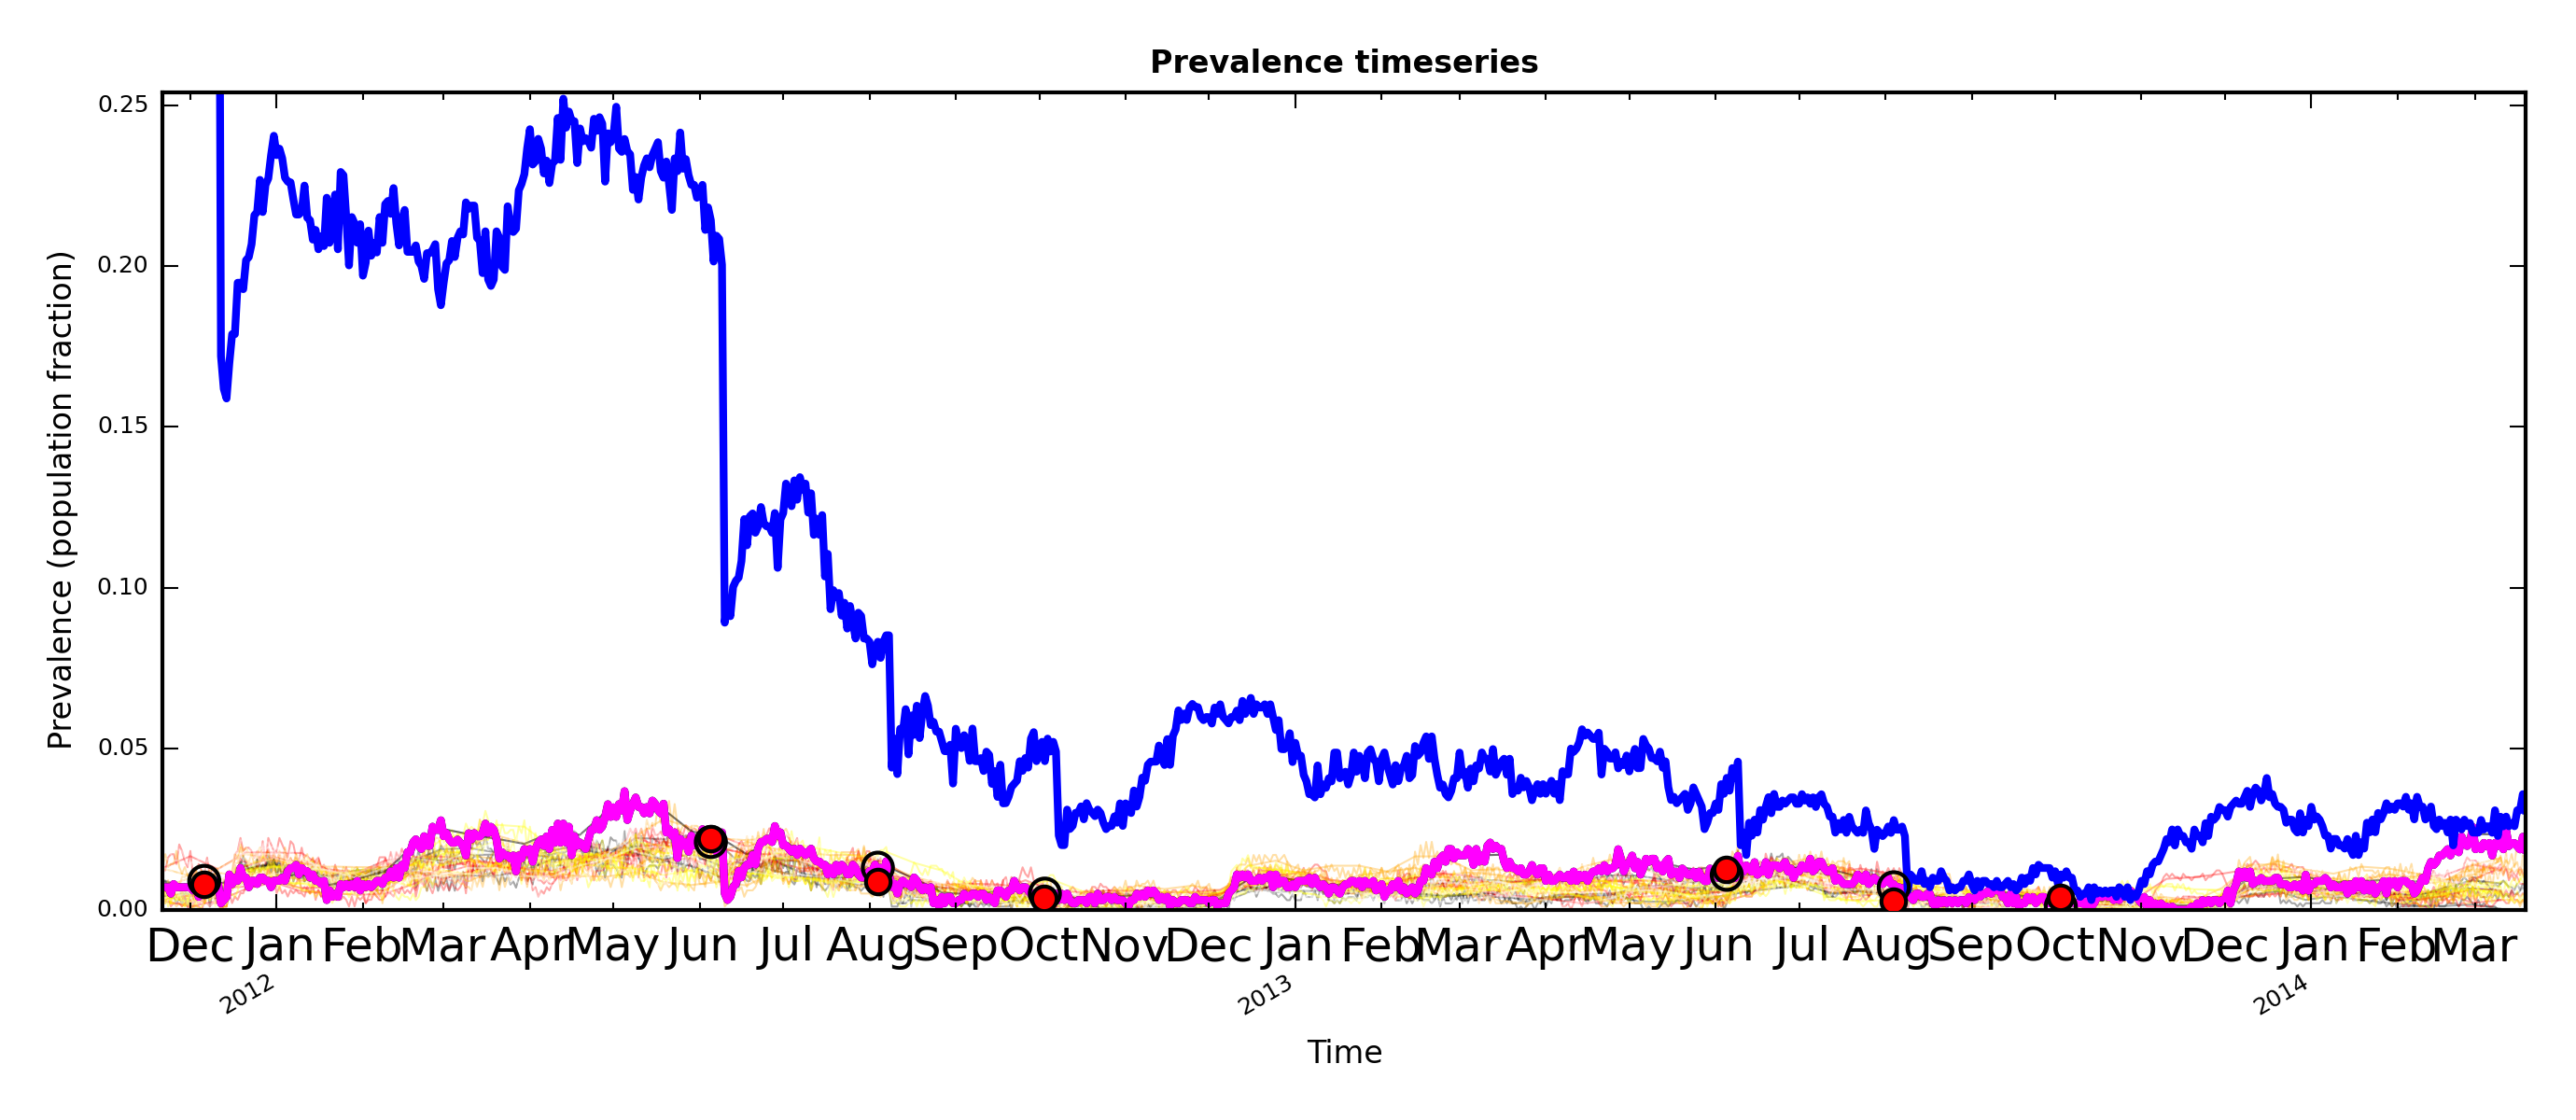 Prevalence timeseries
Prevalence (population fraction)
0.25
0.20
0.15
0.10
0.05
0.00
Dec Jan Feb Mar Apr May Jun Jul Aug Sep Oct Nov Dec Jan Feb Mar Apr May Jun Jul Aug Sep Oct Nov Dec Jan Feb Mar
2012 2013 2014
Time